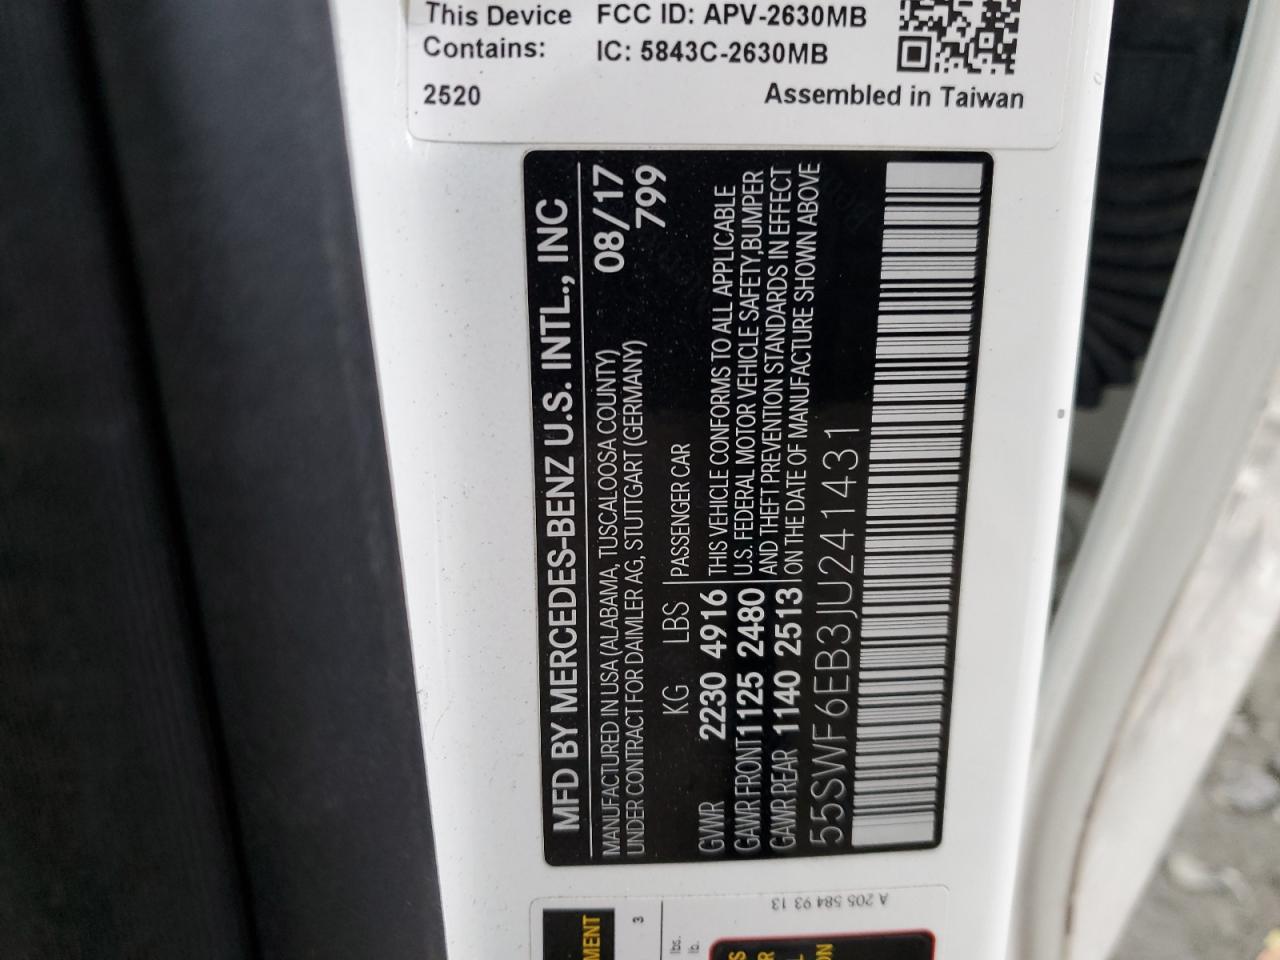 This Device FCC ID: APV-2630MB
Contains: IC: 5843C-2630MB
2520 Assembled in Taiwan
MFD BY MERCEDES-BENZ U.S. INTL., INC
MANUFACTURED IN USA (ALABAMA, TUSCALOOSA COUNTY) 08/17
UNDER CONTRACT FOR DAIMLER AG, STUTTGART (GERMANY) 799
KG LBS PASSENGER CAR
GVWR 2230 4916 THIS VEHICLE CONFORMS TO ALL APPLICABLE
GAWR FRONT 1125 2480 U.S. FEDERAL MOTOR VEHICLE SAFETY,BUMPER
AND THEFT PREVENTION STANDARDS IN EFFECT
GAWR REAR 1140 2513 ON THE DATE OF MANUFACTURE SHOWN ABOVE
55SWF6EB3JU241431
A 205 584 93 13
3
lbs.
lb.